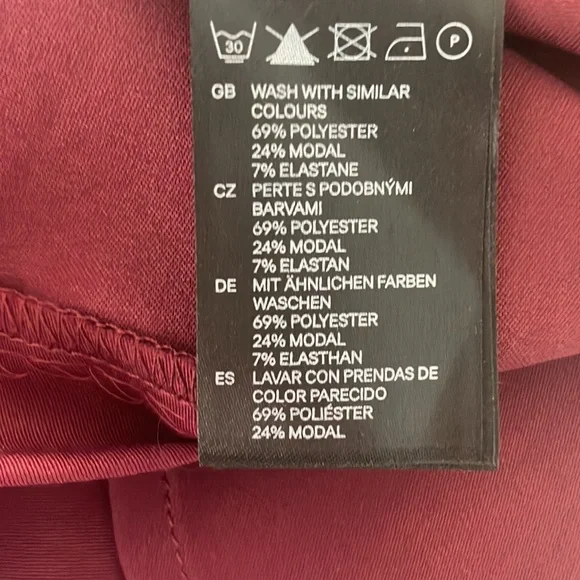 30 P
GB WASH WITH SIMILAR
COLOURS
69% POLYESTER
24% MODAL
7% ELASTANE
CZ PERTE S PODOBNÝMI
BARVAMI
69% POLYESTER
24% MODAL
7% ELASTAN
DE MIT ÄHNLICHEN FARBEN
WASCHEN
69% POLYESTER
24% MODAL
7% ELASTHAN
ES LAVAR CON PRENDAS DE
COLOR PARECIDO
69% POLIÉSTER
24% MODAL